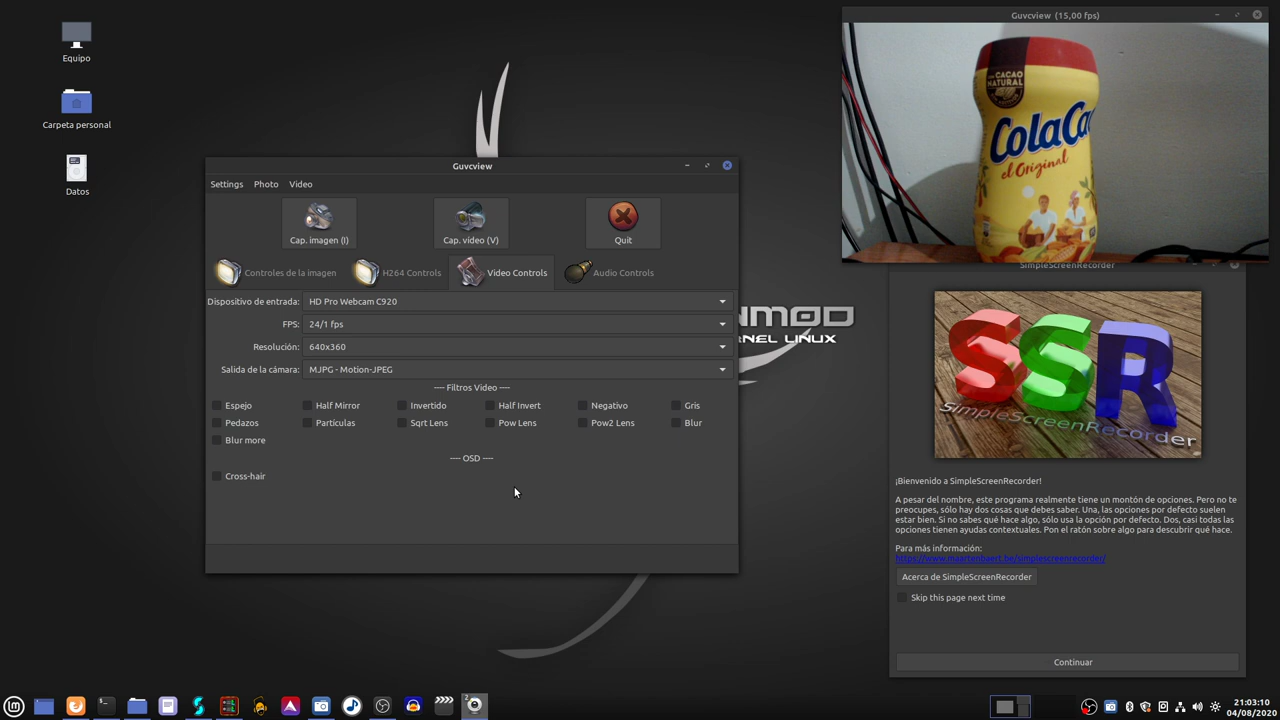 Equipo
Carpeta personal
Datos
Guvcview
Settings
Photo
Video
Cap. imagen (I)
Cap. video (V)
Quit
Controles de la imagen
H264 Controls
Video Controls
Audio Controls
Dispositivo de entrada:
HD Pro Webcam C920
FPS:
24/1 fps
Resolución:
640x360
Salida de la cámara:
MJPG - Motion-JPEG
---- Filtros Video ----
Espejo
Half Mirror
Invertido
Half Invert
Negativo
Gris
Pedazos
Partículas
Sqrt Lens
Pow Lens
Pow2 Lens
Blur
Blur more
---- OSD ----
Cross-hair
NMOD
RNEL LINUX
Guvcview (15,00 fps)
CACAO
NATURAL
ColaCa
el Original
SimpleScreenRecorder
SSR
SimpleScreenRecorder
¡Bienvenido a SimpleScreenRecorder!
A pesar del nombre, este programa realmente tiene un montón de opciones. Pero no te
preocupes, sólo hay dos cosas que debes saber. Una, las opciones por defecto suelen
estar bien. Si no sabes qué hace algo, sólo usa la opción por defecto. Dos, casi todas las
opciones tienen ayudas contextuales. Pon el ratón sobre algo para descubrir qué hace.
Para más información:
https://www.maartenbaert.be/simplescreenrecorder/
Acerca de SimpleScreenRecorder
Skip this page next time
Continuar
2
21:03:10
04/08/2020